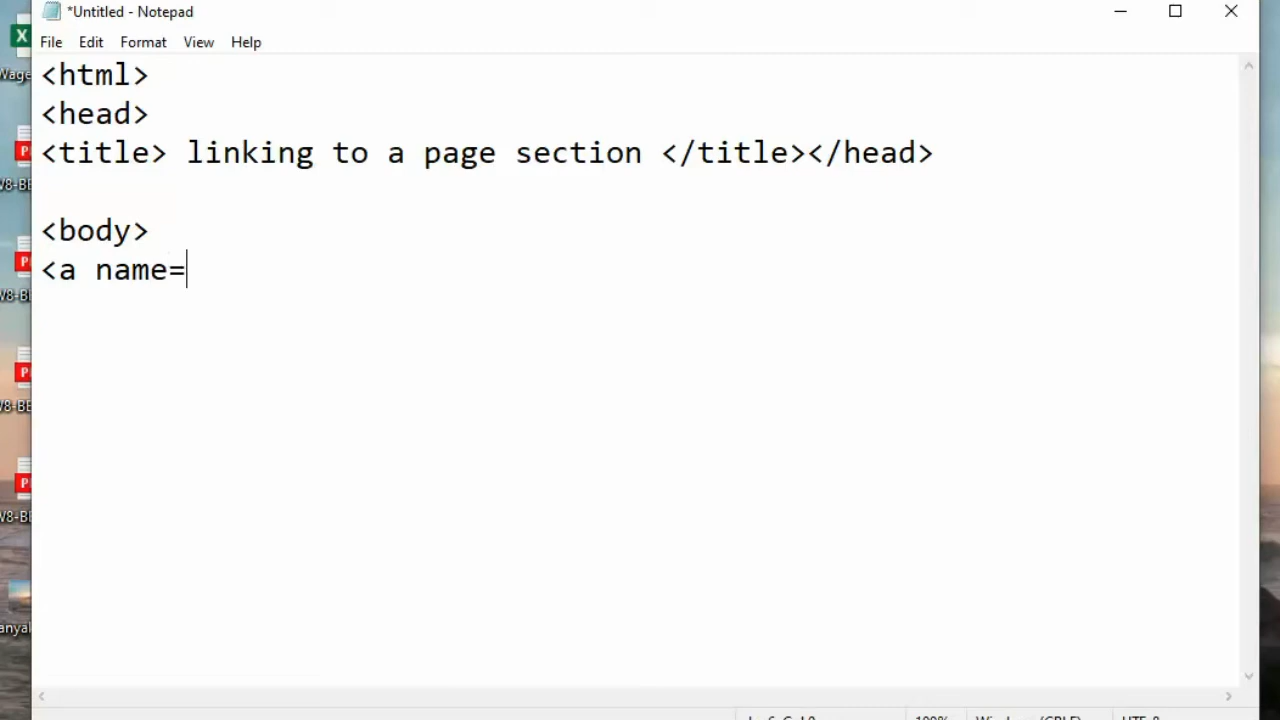 *Untitled - Notepad
File Edit Format View Help
<html>
<head>
<title> linking to a page section </title></head>
<body>
<a name=